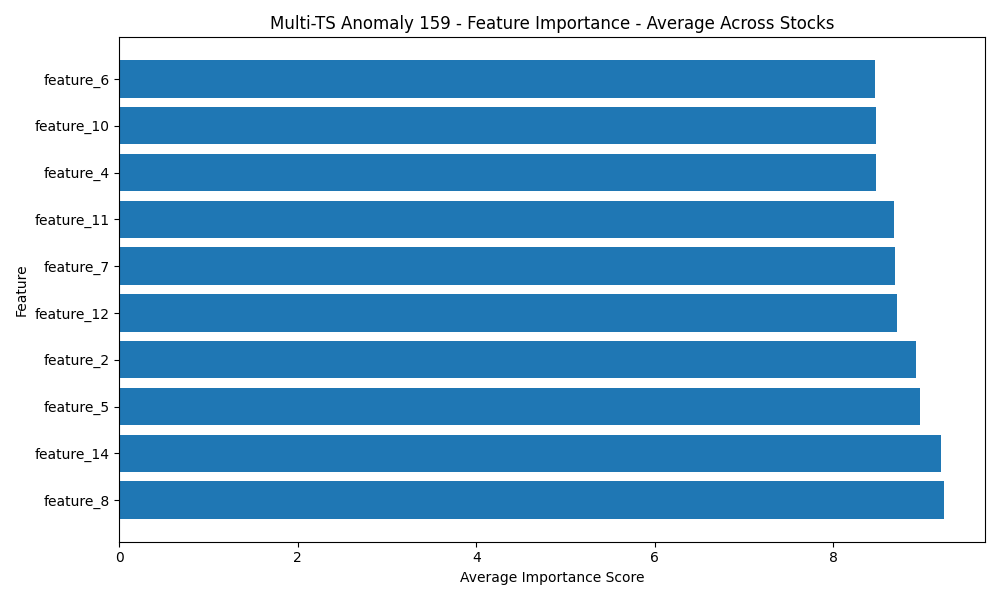 Multi-TS Anomaly 159 - Feature Importance - Average Across Stocks
Feature
feature_6
feature_10
feature_4
feature_11
feature_7
feature_12
feature_2
feature_5
feature_14
feature_8
0 2 4 6 8
Average Importance Score